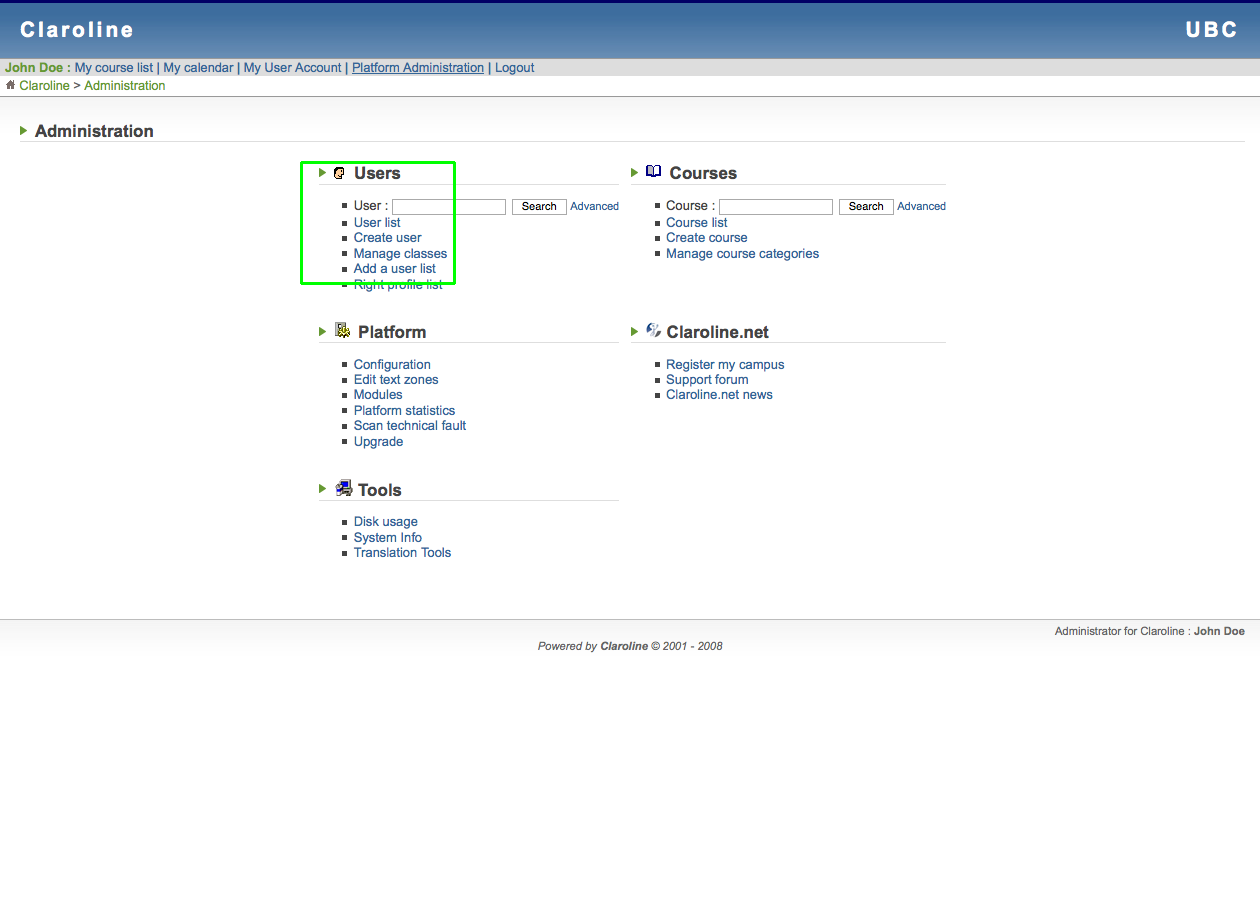 Claroline
UBC
John Doe : My course list | My calendar | My User Account | Platform Administration | Logout
Claroline > Administration
Administration
Users
User : Search Advanced
User list
Create user
Manage classes
Add a user list
Right profile list
Courses
Course : Search Advanced
Course list
Create course
Manage course categories
Platform
Configuration
Edit text zones
Modules
Platform statistics
Scan technical fault
Upgrade
Claroline.net
Register my campus
Support forum
Claroline.net news
Tools
Disk usage
System Info
Translation Tools
Administrator for Claroline : John Doe
Powered by Claroline © 2001 - 2008